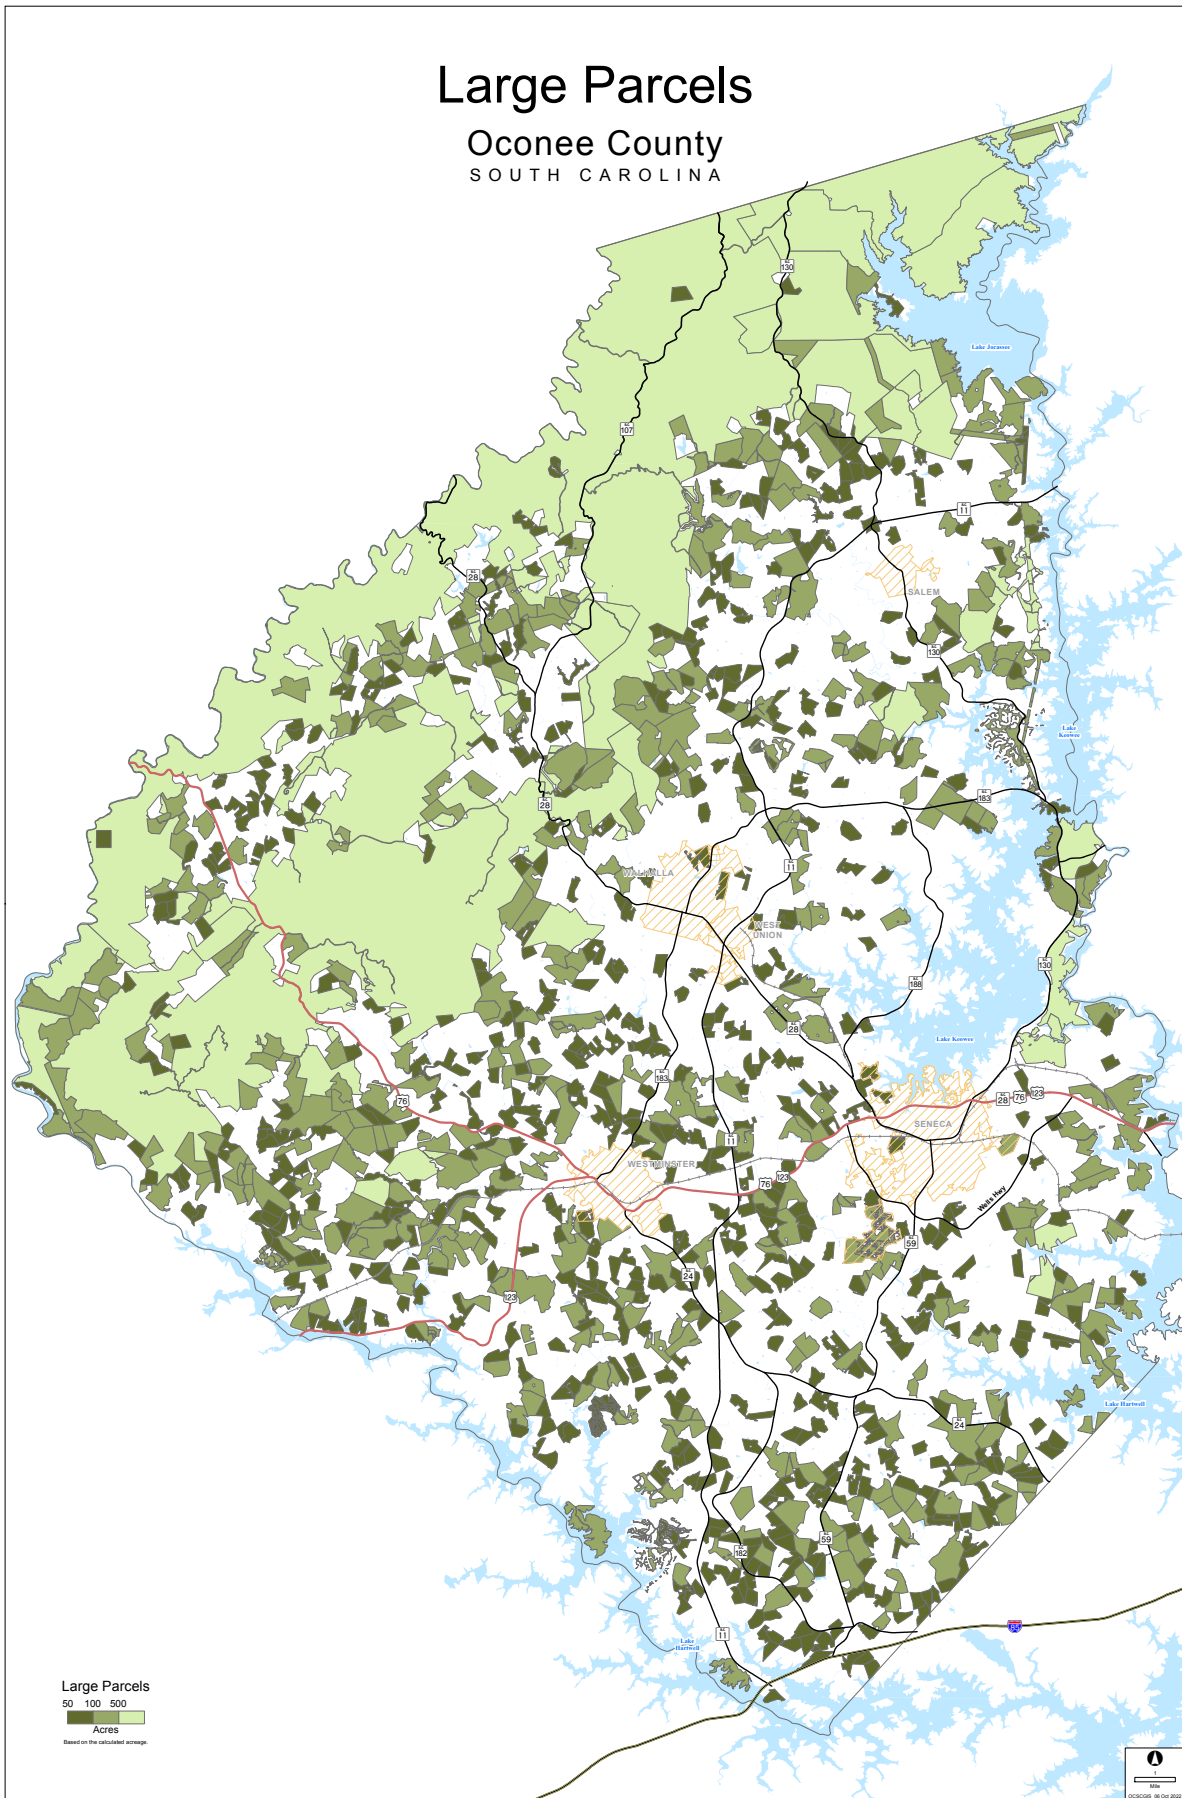 Large Parcels
Oconee County
SOUTH CAROLINA
S.C.
130
Lake Jocassee
S.C.
107
S.C.
11
S.C.
28
SALEM
S.C.
130
Lake
Keowee
S.C.
183
S.C.
28
S.C.
11
WALHALLA
WEST
UNION
S.C.
130
S.C.
188
S.C.
28
Lake Keowee
S.C.
183
76
S.C.
28
76
123
SENECA
S.C.
11
WESTMINSTER
76
123
Wells Hwy
S.C.
59
S.C.
24
123
Lake Hartwell
S.C.
24
S.C.
59
S.C.
182
85
S.C.
11
Lake
Hartwell
Large Parcels
50 100 500
Acres
Based on the calculated acreage.
1
Mile
OCSCGIS 06 Oct 2022